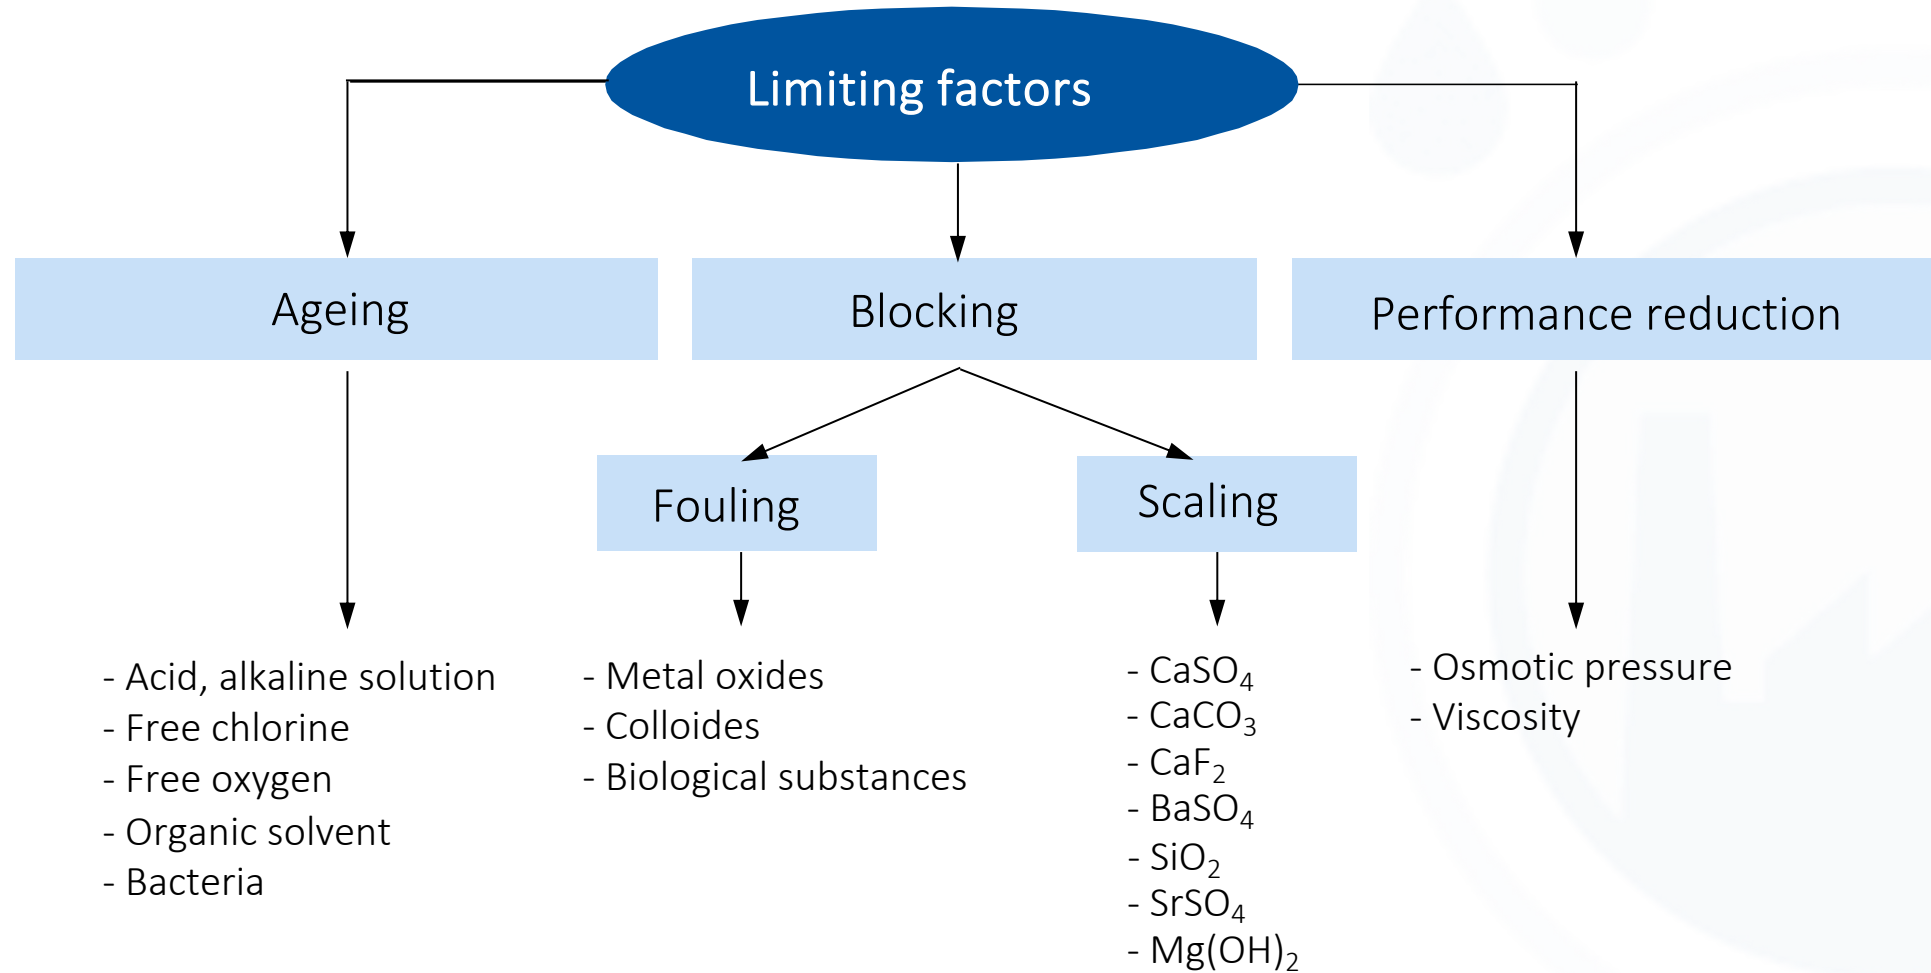 Limiting factors
Ageing
Blocking
Performance reduction
Fouling
Scaling
- Acid, alkaline solution
- Free chlorine
- Free oxygen
- Organic solvent
- Bacteria
- Metal oxides
- Colloides
- Biological substances
- CaSO₄
- CaCO₃
- CaF₂
- BaSO₄
- SiO₂
- SrSO₄
- Mg(OH)₂
- Osmotic pressure
- Viscosity